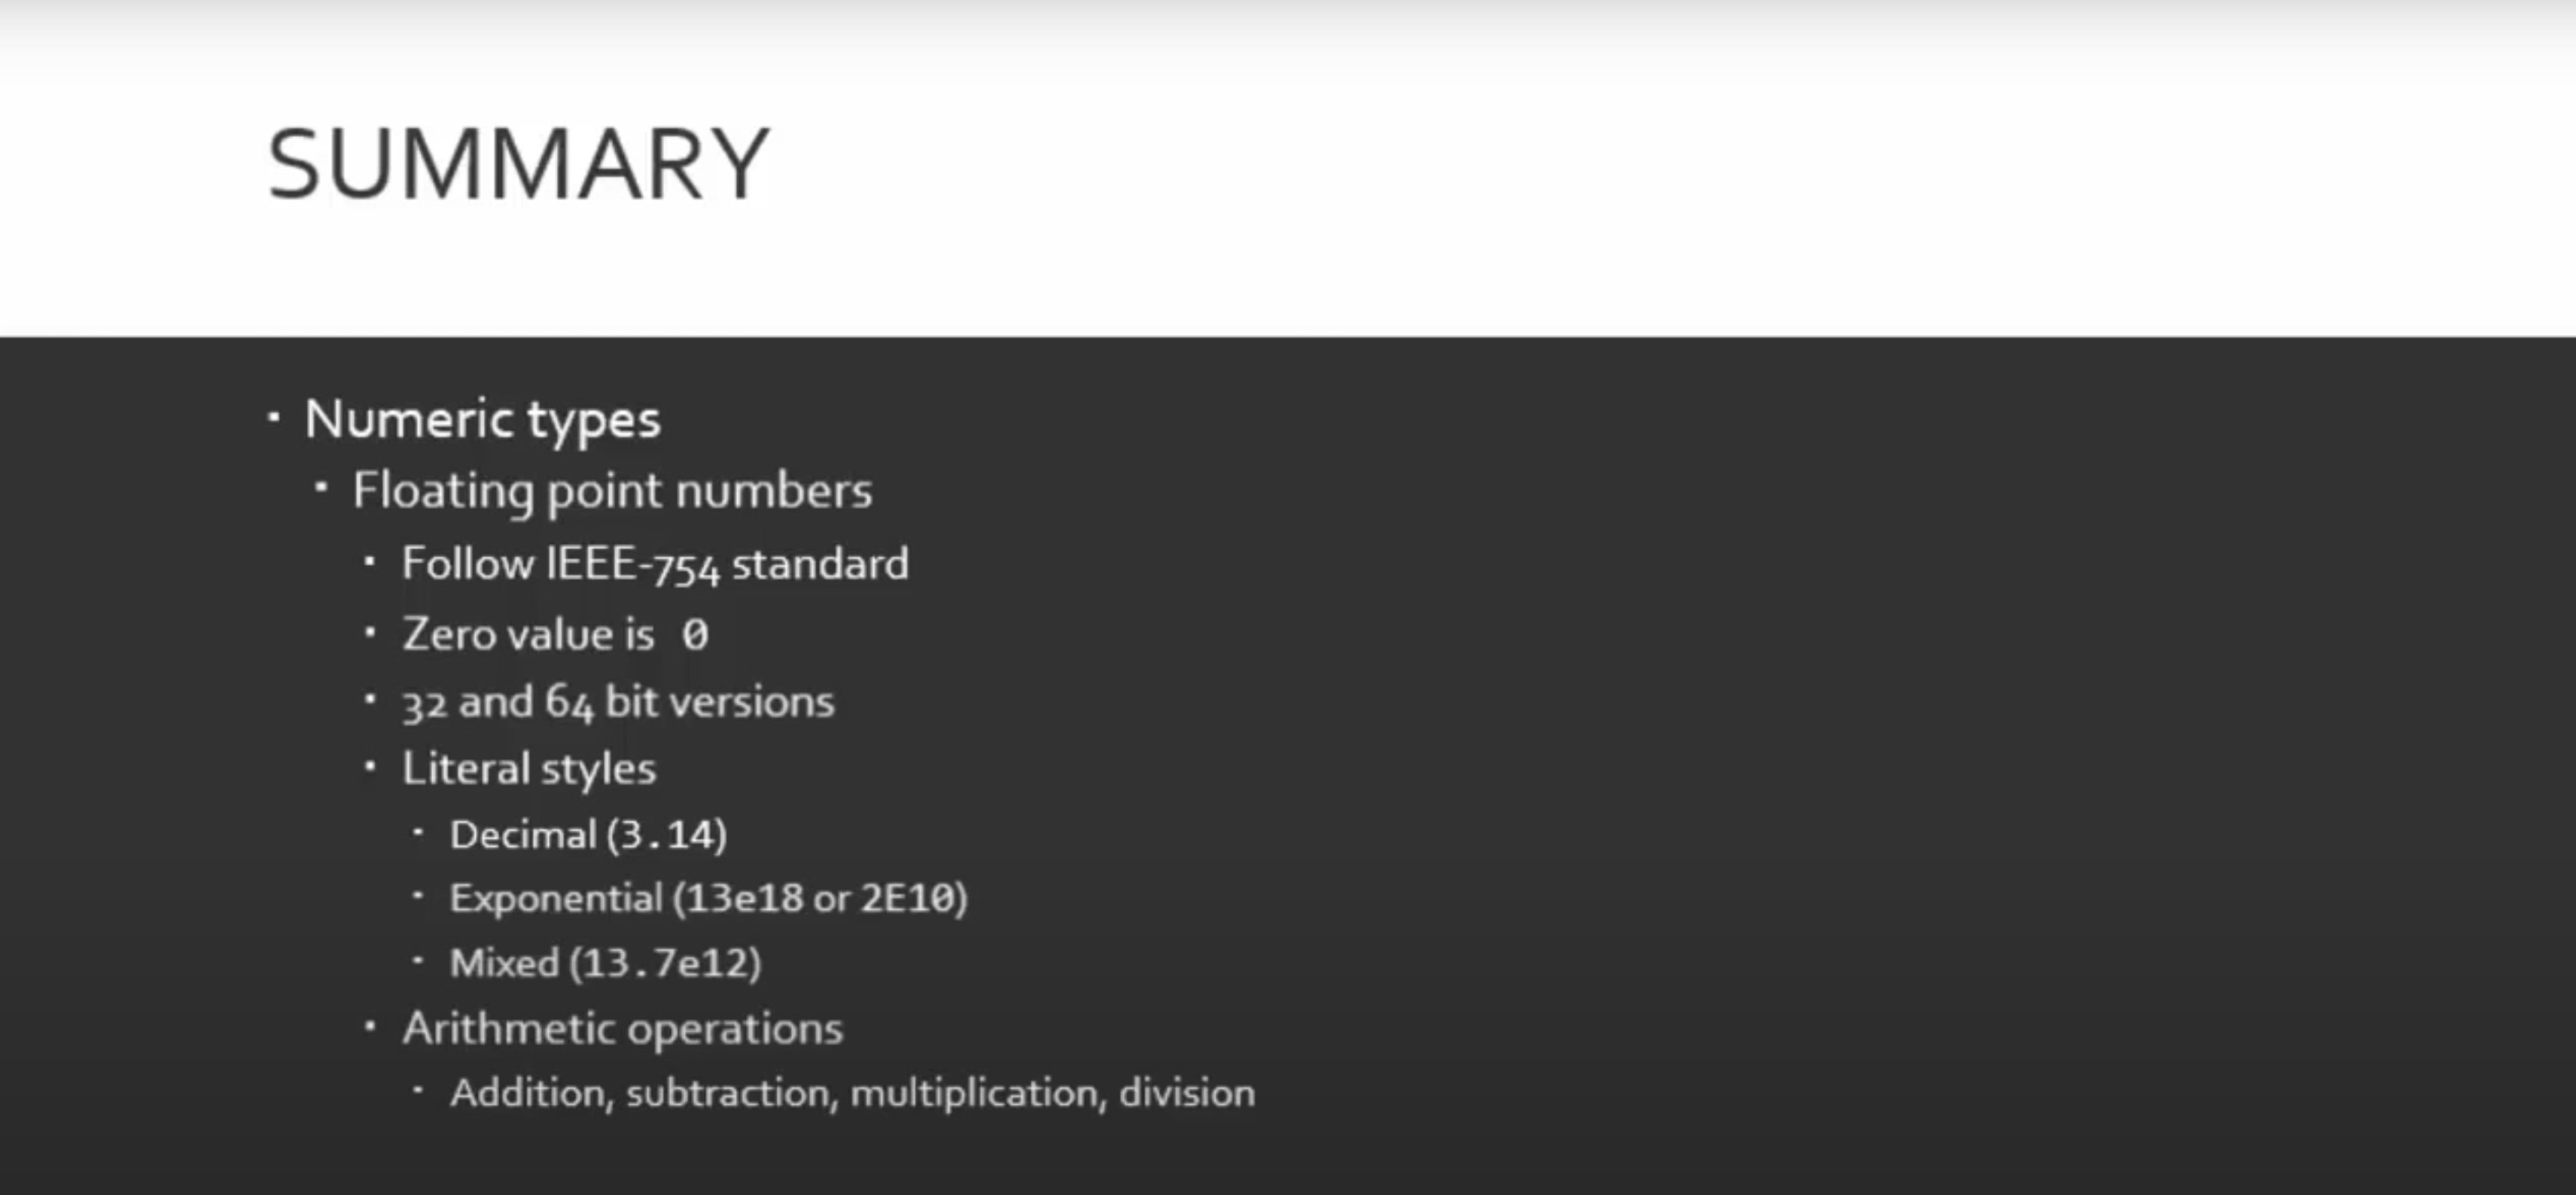 SUMMARY
▪ Numeric types
▪ Floating point numbers
▪ Follow IEEE-754 standard
▪ Zero value is 0
▪ 32 and 64 bit versions
▪ Literal styles
▪ Decimal (3.14)
▪ Exponential (13e18 or 2E10)
▪ Mixed (13.7e12)
▪ Arithmetic operations
▪ Addition, subtraction, multiplication, division